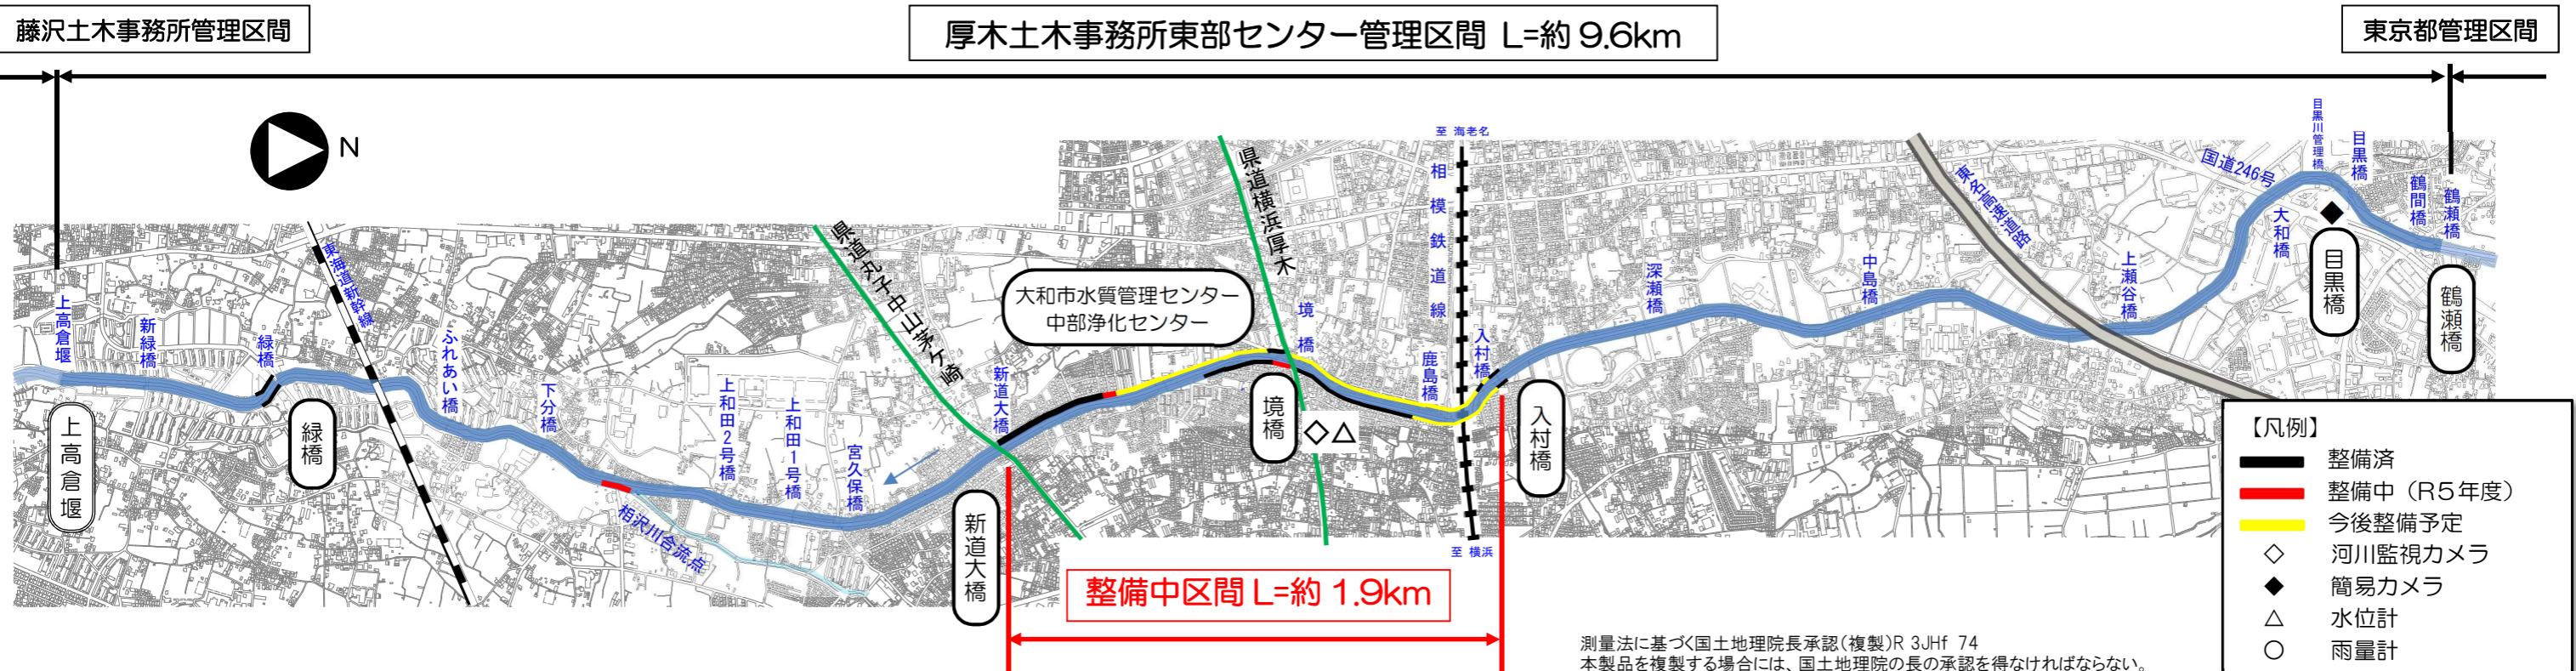 藤沢土木事務所管理区間
厚木土木事務所東部センター管理区間 L=約9.6km
東京都管理区間
N
至 海老名
相模鉄道線
至 横浜
県道横浜厚木
県道丸子中山茅ケ崎
東海道新幹線
東名高速道路
国道246号
上高倉堰
新緑橋
緑橋
ふれあい橋
下分橋
相沢川合流点
上和田2号橋
上和田1号橋
宮久保橋
新道大橋
境橋
鹿島橋
入村橋
深瀬橋
中島橋
上瀬谷橋
大和橋
目黒川管理橋
目黒橋
鶴間橋
鶴瀬橋
大和市水質管理センター
中部浄化センター
上高倉堰
緑橋
新道大橋
境橋
◇△
入村橋
◆
目黒橋
鶴瀬橋
整備中区間 L=約 1.9km
【凡例】
整備済
整備中（R5年度）
今後整備予定
◇ 河川監視カメラ
◆ 簡易カメラ
△ 水位計
○ 雨量計
測量法に基づく国土地理院長承認(複製)R 3JHf 74
本製品を複製する場合には、国土地理院の長の承認を得なければならない。